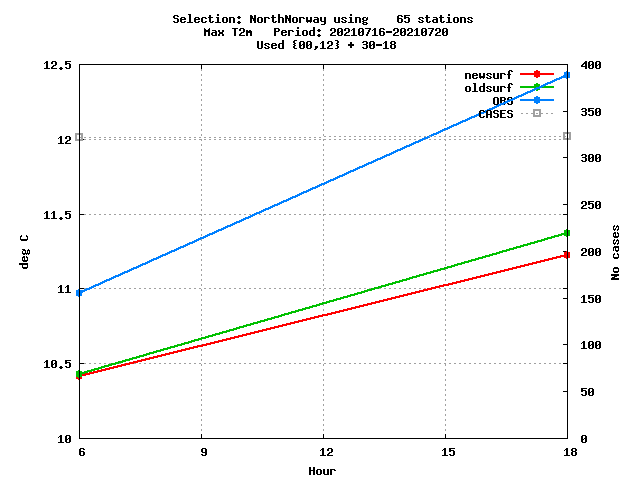 Selection: NorthNorway using    65 stations
Max T2m   Period: 20210716-20210720
Used {00,12} + 30-18
newsurf
oldsurf
OBS
CASES
12.5
12
11.5
11
10.5
10
deg C
400
350
300
250
200
150
100
50
0
No cases
6 9 12 15 18
Hour